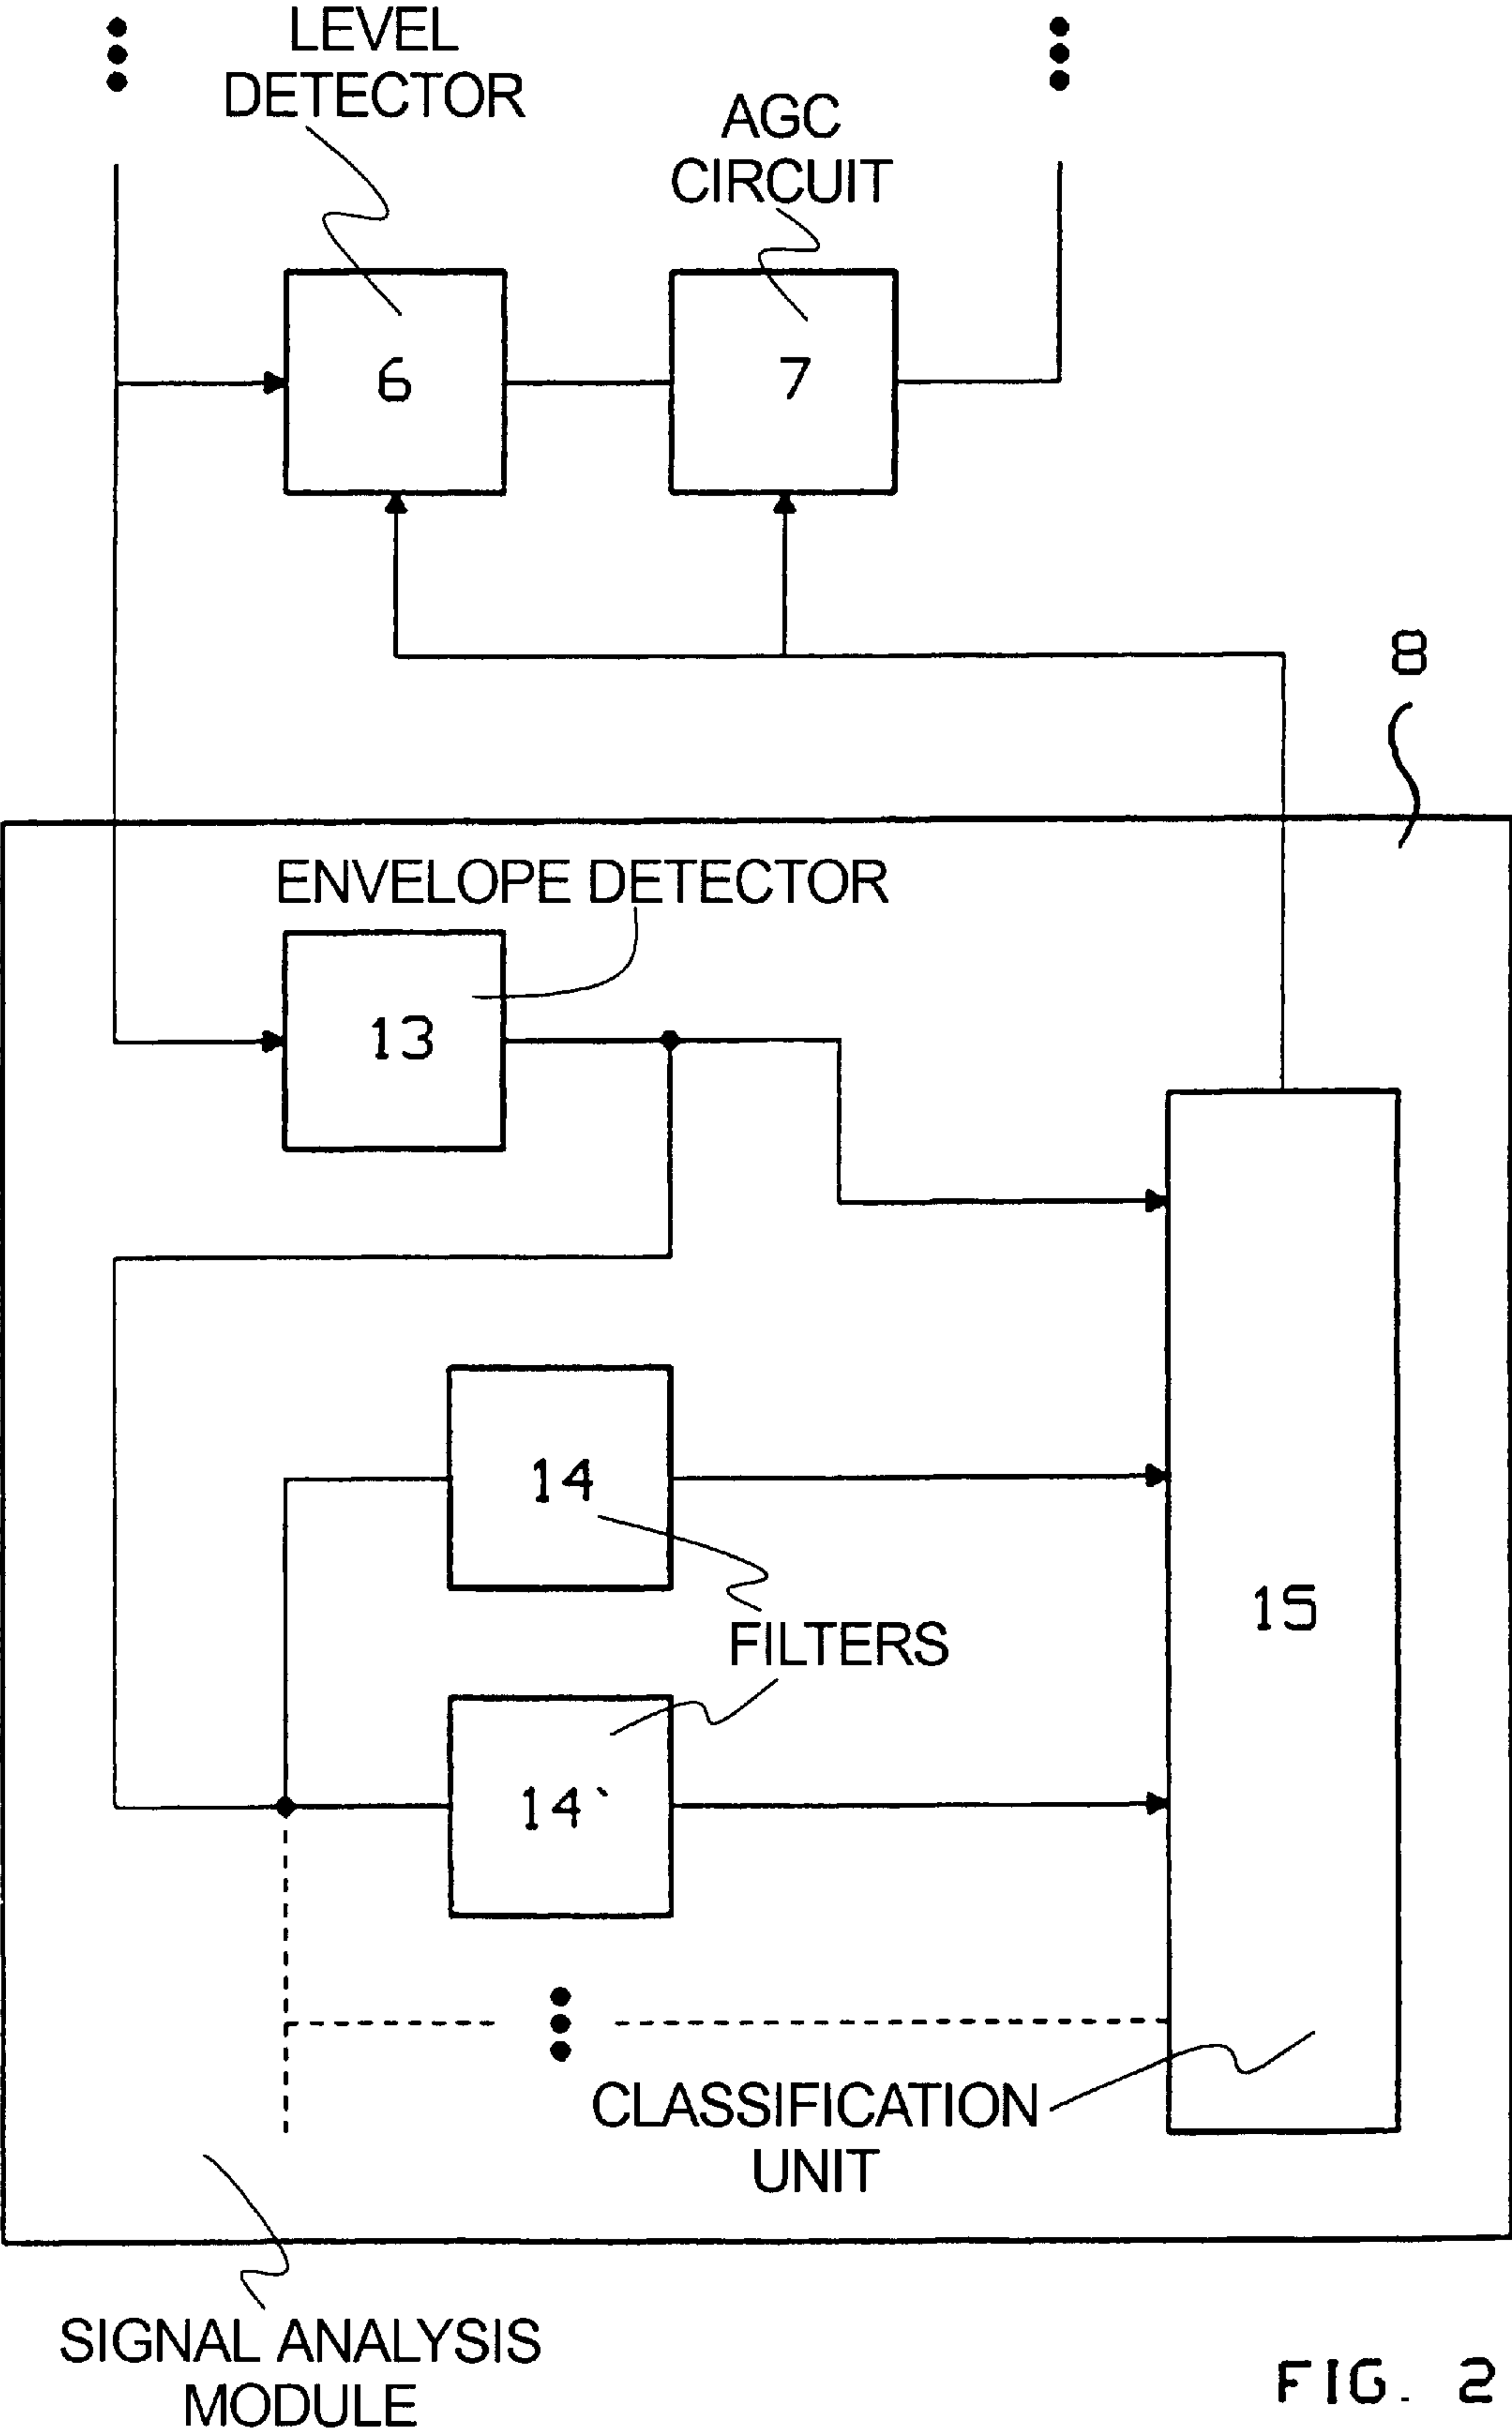 LEVEL
DETECTOR
AGC
CIRCUIT
6
7
8
ENVELOPE DETECTOR
13
14
15
FILTERS
14`
CLASSIFICATION
UNIT
SIGNAL ANALYSIS
MODULE
FIG. 2